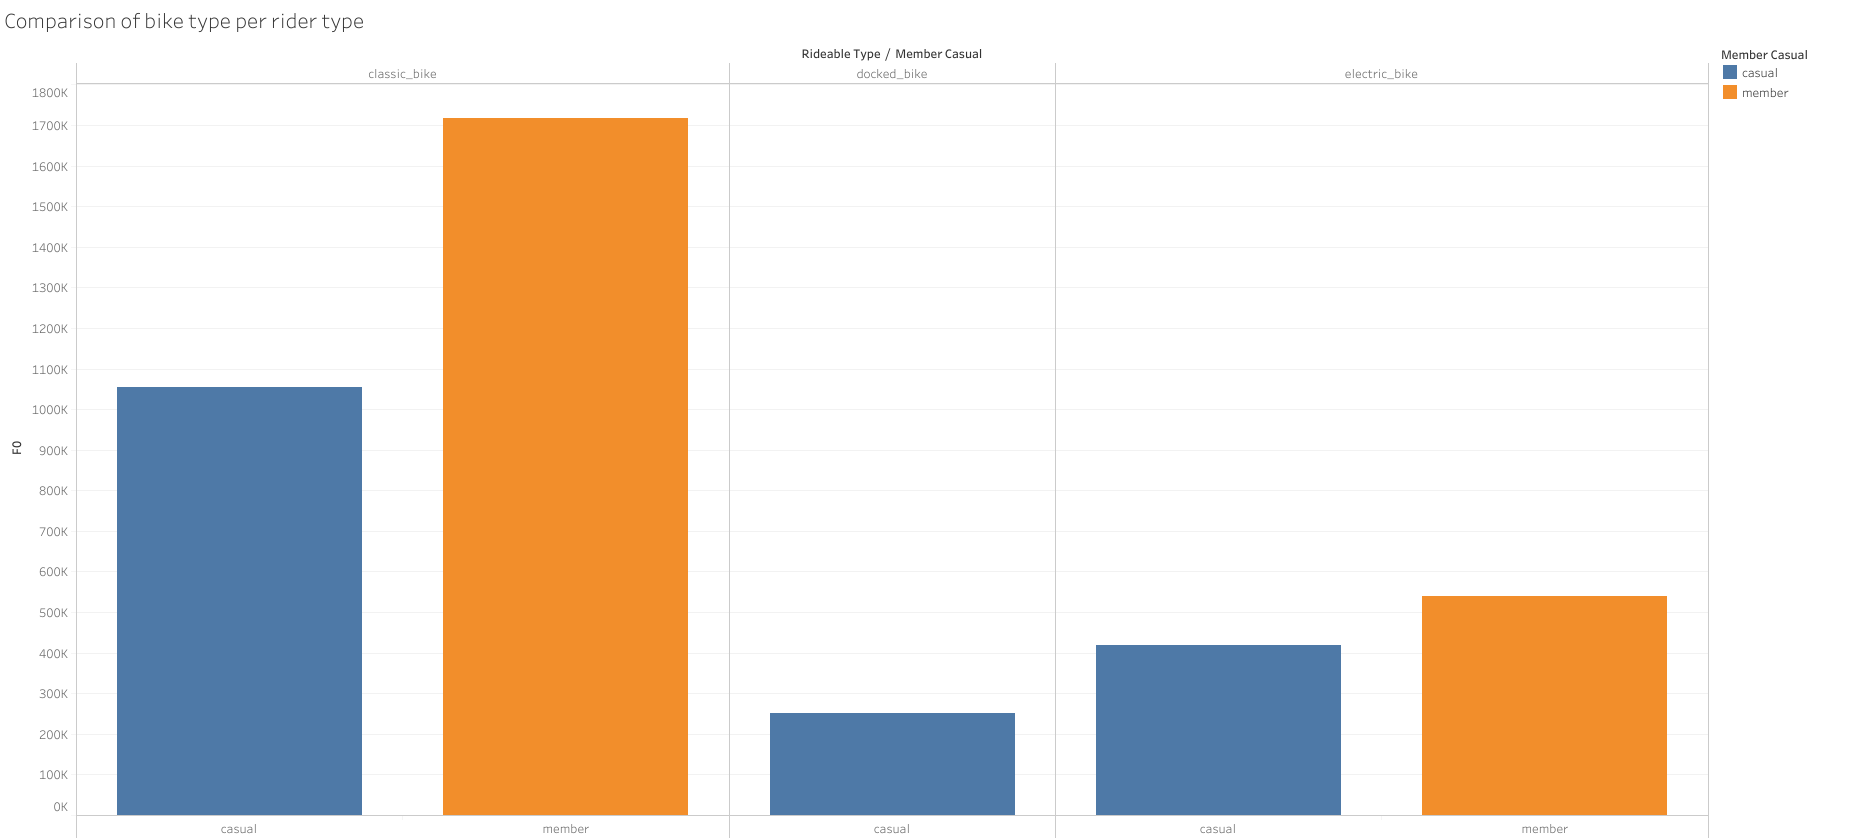 Comparison of bike type per rider type
Rideable Type / Member Casual
classic_bike
docked_bike
electric_bike
Member Casual
casual
member
1800K
1700K
1600K
1500K
1400K
1300K
1200K
1100K
1000K
900K
800K
700K
600K
500K
400K
300K
200K
100K
0K
F0
casual
member
casual
casual
member